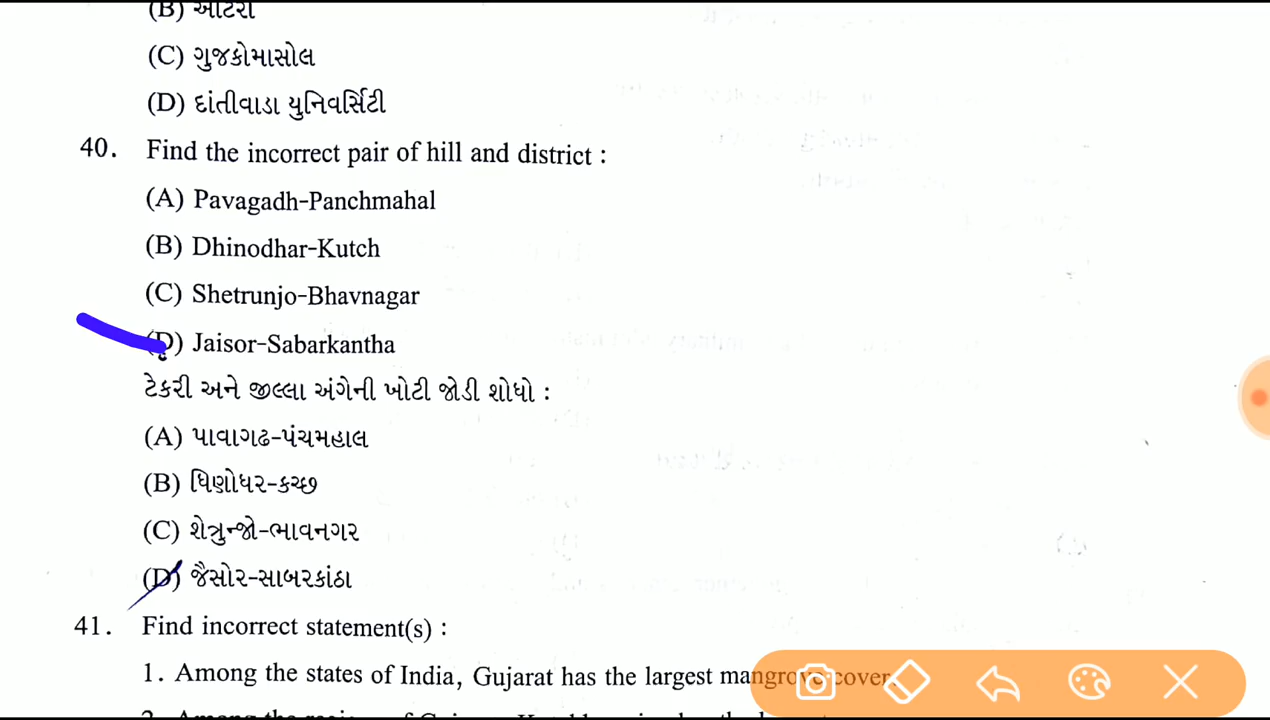 (B) ઓટરી
(C) ગુજકોમાસોલ
(D) દાંતીવાડા યુનિવર્સિટી
40. Find the incorrect pair of hill and district :
(A) Pavagadh-Panchmahal
(B) Dhinodhar-Kutch
(C) Shetrunjo-Bhavnagar
(D) Jaisor-Sabarkantha
ટેકરી અને જીલ્લા અંગેની ખોટી જોડી શોધો :
(A) પાવાગઢ-પંચમહાલ
(B) ધિણોધર-કચ્છ
(C) શેત્રુન્જો-ભાવનગર
(D) જૈસોર-સાબરકાંઠા
41. Find incorrect statement(s) :
1. Among the states of India, Gujarat has the largest mangrove cover